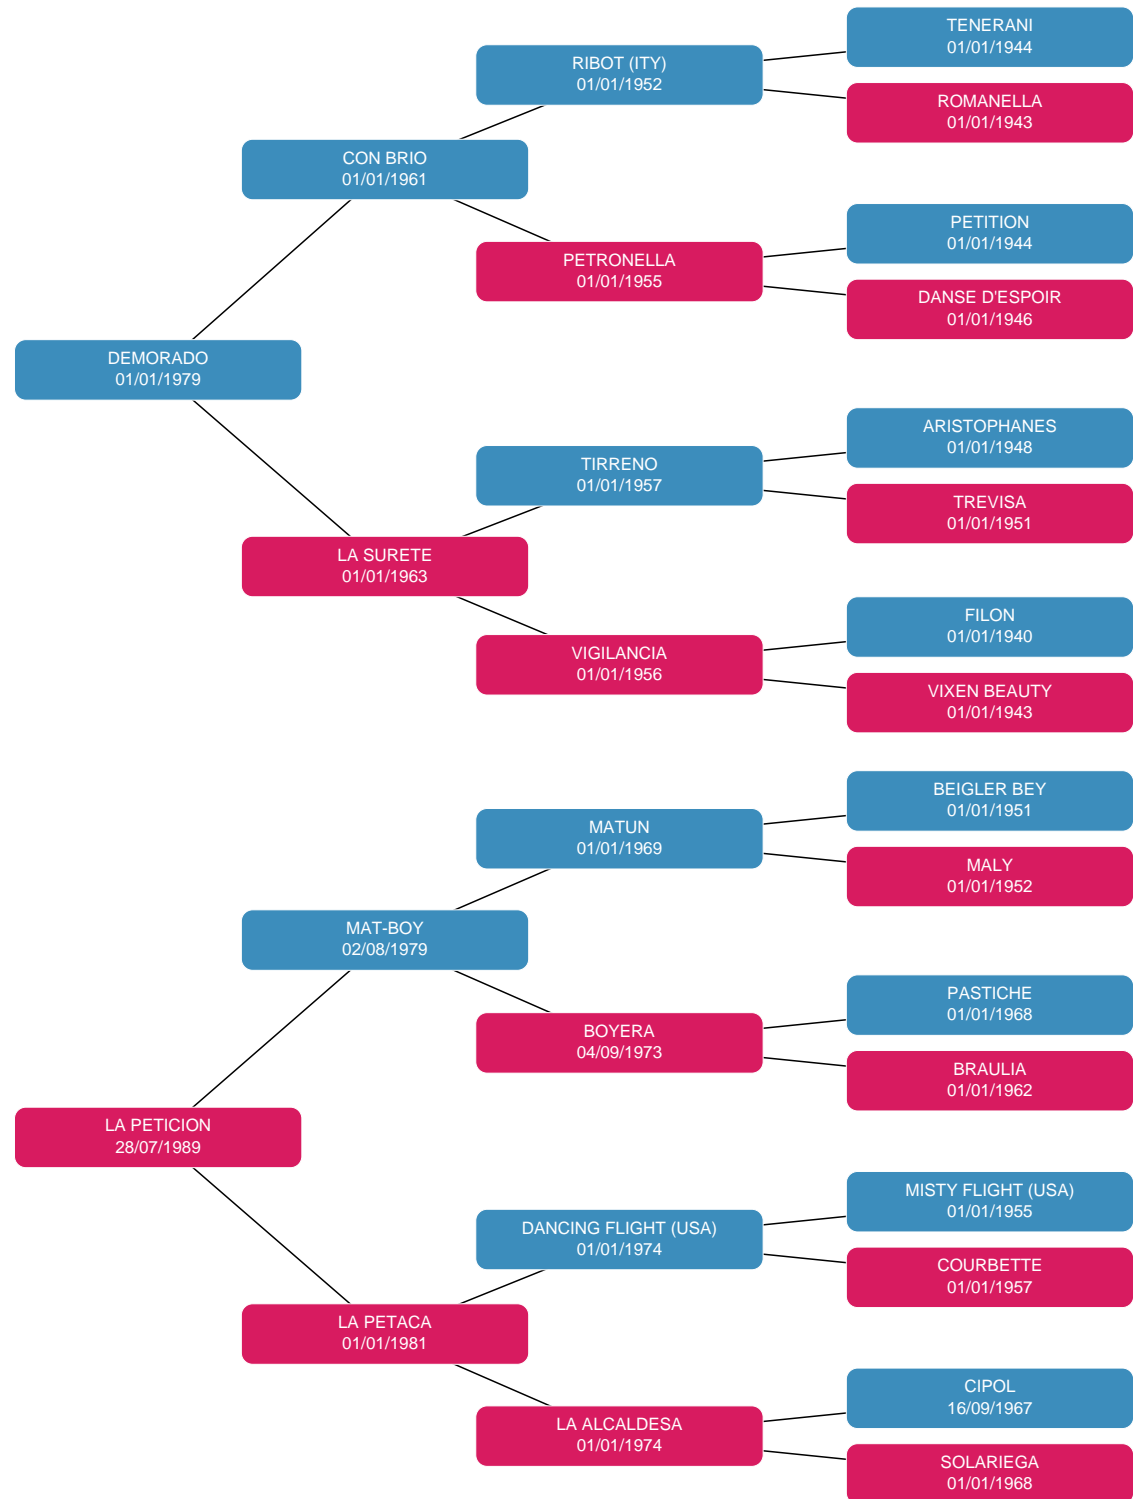 TENERANI
01/01/1944
RIBOT (ITY)
01/01/1952
ROMANELLA
01/01/1943
CON BRIO
01/01/1961
PETITION
01/01/1944
PETRONELLA
01/01/1955
DANSE D'ESPOIR
01/01/1946
DEMORADO
01/01/1979
ARISTOPHANES
01/01/1948
TIRRENO
01/01/1957
TREVISA
01/01/1951
LA SURETE
01/01/1963
FILON
01/01/1940
VIGILANCIA
01/01/1956
VIXEN BEAUTY
01/01/1943
BEIGLER BEY
01/01/1951
MATUN
01/01/1969
MALY
01/01/1952
MAT-BOY
02/08/1979
PASTICHE
01/01/1968
BOYERA
04/09/1973
BRAULIA
01/01/1962
LA PETICION
28/07/1989
MISTY FLIGHT (USA)
01/01/1955
DANCING FLIGHT (USA)
01/01/1974
COURBETTE
01/01/1957
LA PETACA
01/01/1981
CIPOL
16/09/1967
LA ALCALDESA
01/01/1974
SOLARIEGA
01/01/1968